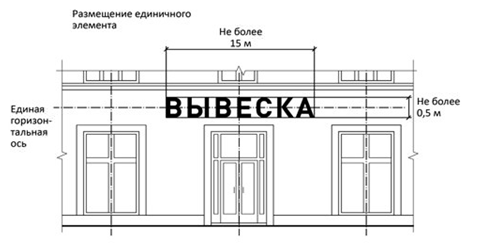 Размещение единичного
элемента
Не более
15 м
ВЫВЕСКА
Единая
горизон-
тальная
ось
Не более
0,5 м